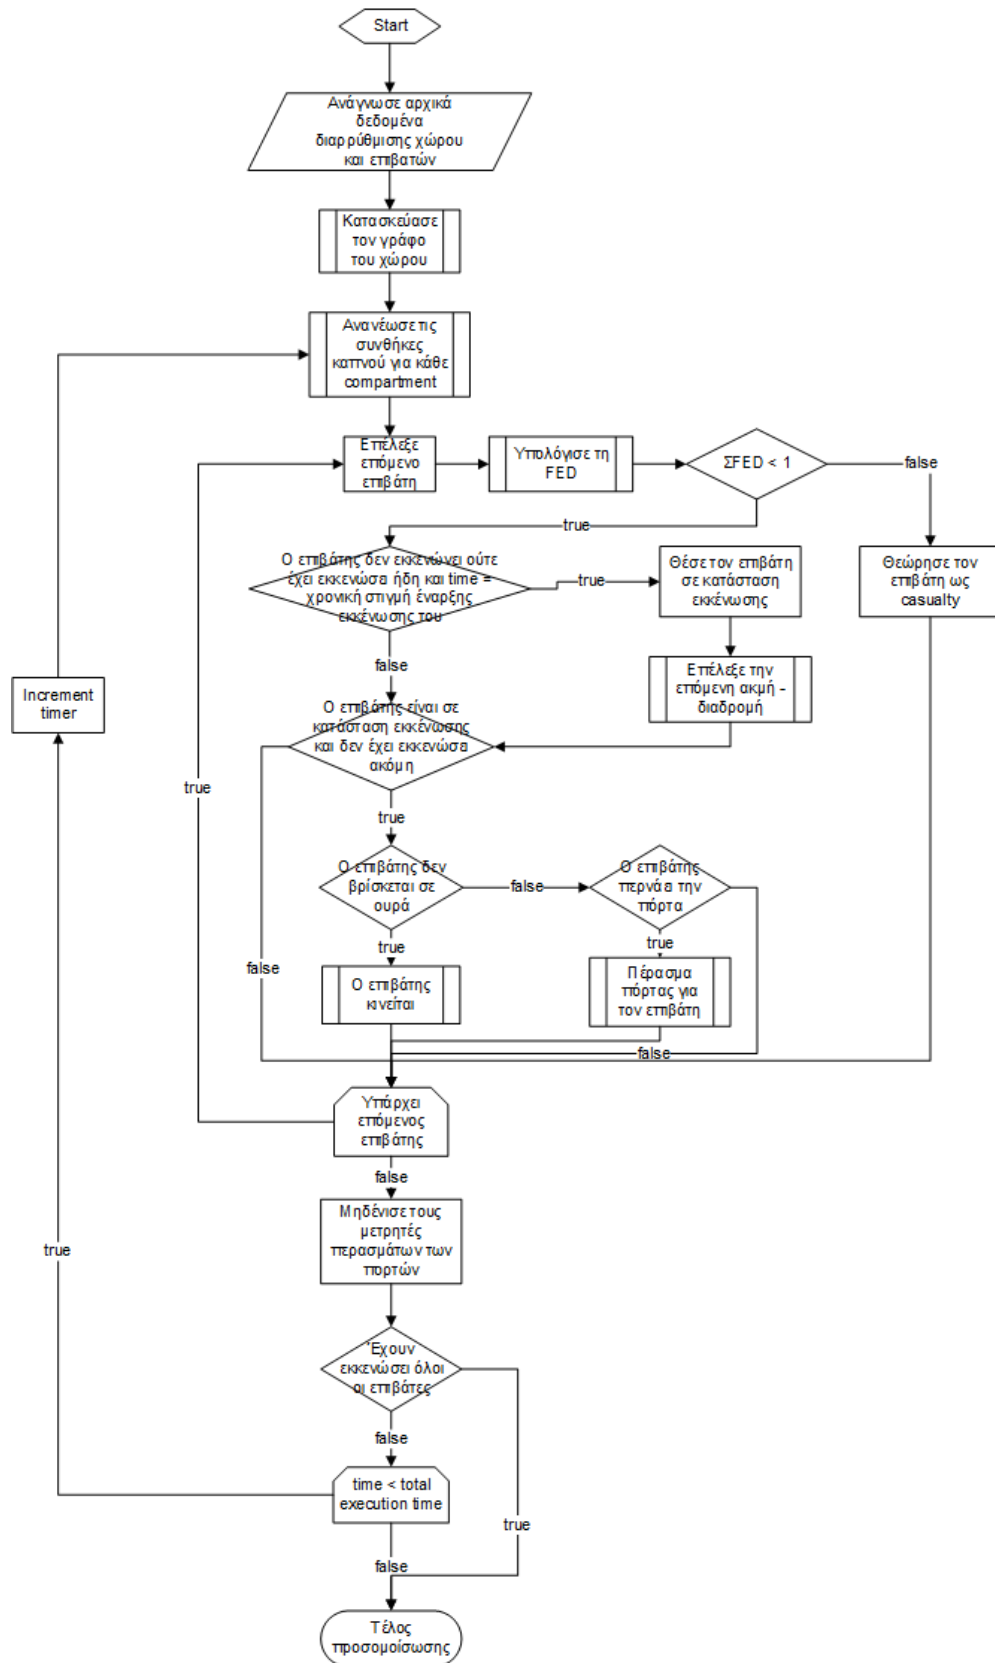 Start
Ανάγνωσε αρχικά
δεδομένα
διαρρύθμισης χώρου
και επιβατών
Κατασκεύασε
τον γράφο
του χώρου
Ανανέωσε τις
συνθήκες
καπνού για κάθε
compartment
Επέλεξε
επόμενο
επιβάτη
Υπολόγισε τη
FED
ΣFED < 1
false
true
Ο επιβάτης δεν εκκενώνει ούτε
έχει εκκενώσει ήδη και time =
χρονική στιγμή έναρξης
εκκένωσης του
true
Θέσε τον επιβάτη
σε κατάσταση
εκκένωσης
Θεώρησε τον
επιβάτη ως
casualty
false
Επέλεξε την
επόμενη ακμή -
διαδρομή
Increment
timer
Ο επιβάτης είναι σε
κατάσταση εκκένωσης
και δεν έχει εκκενώσει
ακόμη
true
true
Ο επιβάτης δεν
βρίσκεται σε
ουρά
false
Ο επιβάτης
περνάει την
πόρτα
true
true
false
Ο επιβάτης
κινείται
Πέρασμα
πόρτας για
τον επιβάτη
false
Υπάρχει
επόμενος
επιβάτης
false
Μηδένισε τους
μετρητές
περασμάτων των
πορτών
true
Έχουν
εκκενώσει όλοι
οι επιβάτες
false
time < total
execution time
true
false
Τέλος
προσομοίωσης